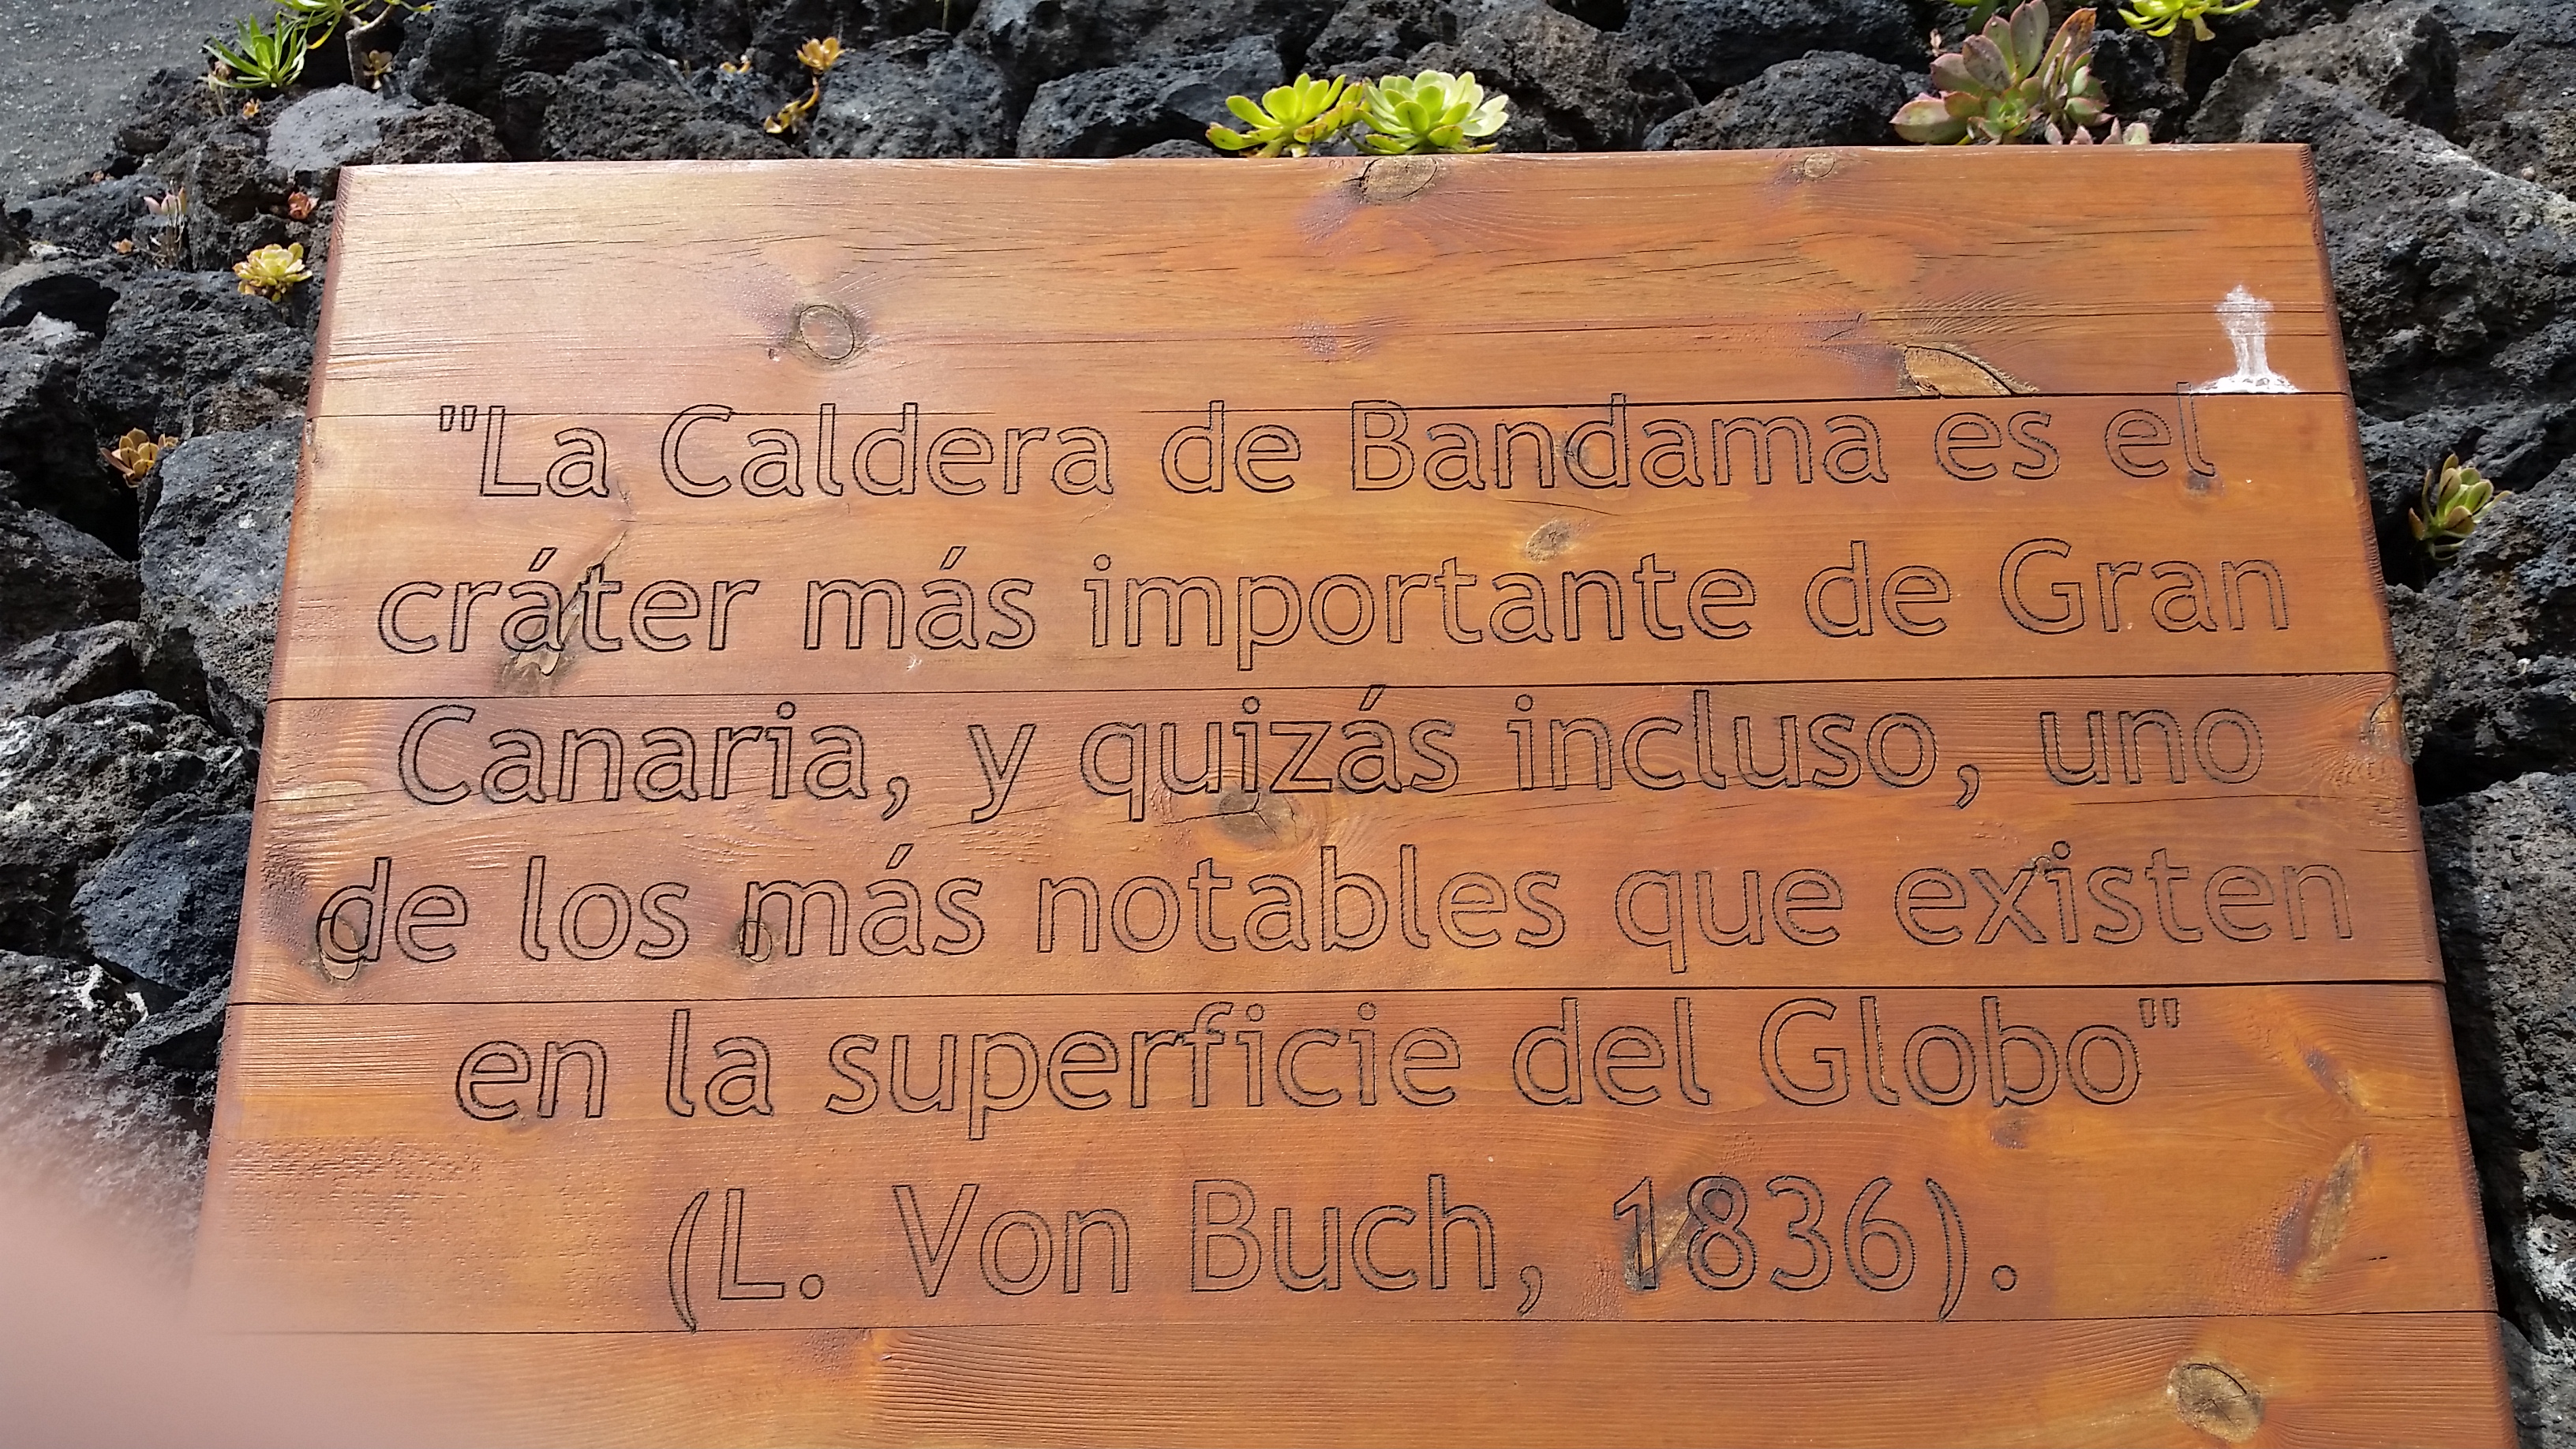 "La Caldera de Bandama es el
cráter más importante de Gran
Canaria, y quizás incluso, uno
de los más notables que existen
en la superficie del Globo"
(L. Von Buch, 1836).